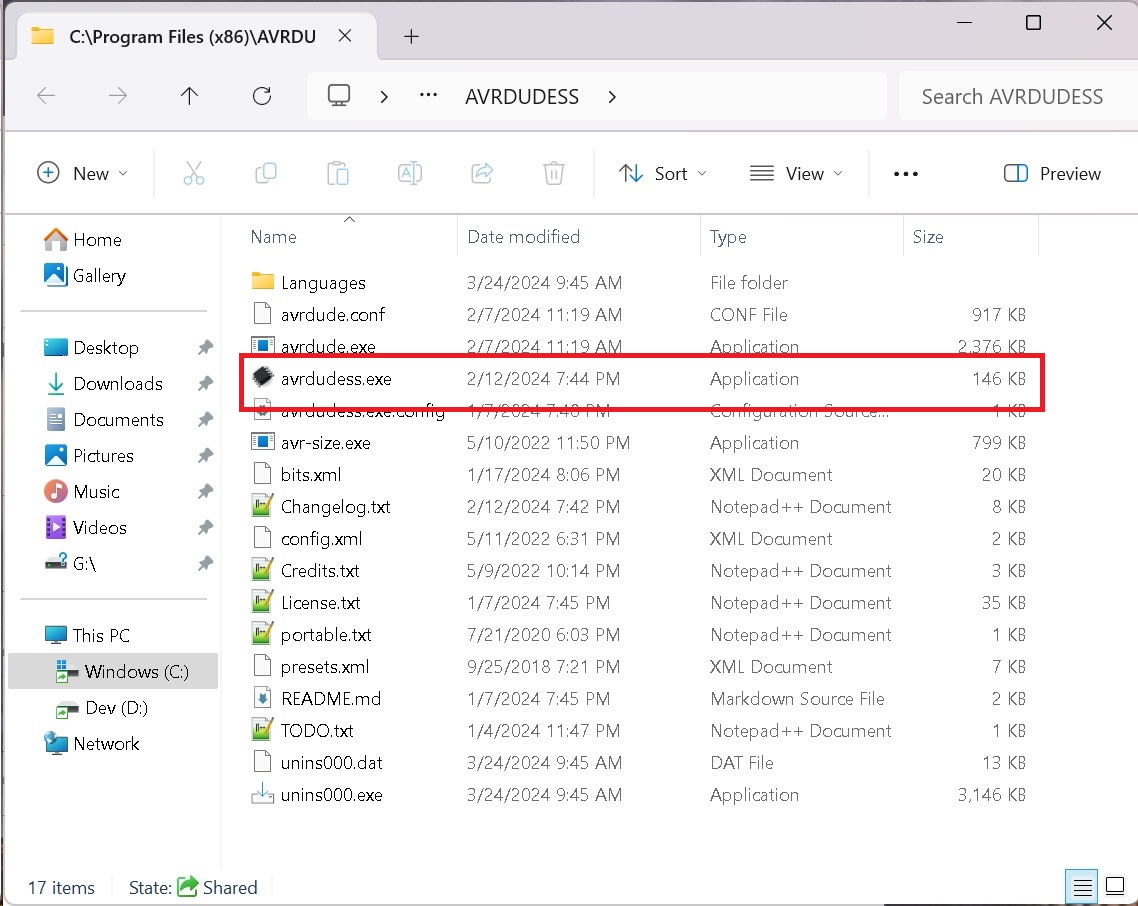 C:\Program Files (x86)\AVRDU
AVRDUDESS
Search AVRDUDESS
New
Sort
View
Preview
Name Date modified Type Size
Home
Gallery
Desktop
Downloads
Documents
Pictures
Music
Videos
G:\
This PC
Windows (C:)
Dev (D:)
Network
Languages 3/24/2024 9:45 AM File folder
avrdude.conf 2/7/2024 11:19 AM CONF File 917 KB
avrdude.exe 2/7/2024 11:19 AM Application 2,376 KB
avrdudess.exe 2/12/2024 7:44 PM Application 146 KB
avrdudess.exe.config 1/7/2024 7:48 PM Configuration Source... 1 KB
avr-size.exe 5/10/2022 11:50 PM Application 799 KB
bits.xml 1/17/2024 8:06 PM XML Document 20 KB
Changelog.txt 2/12/2024 7:42 PM Notepad++ Document 8 KB
config.xml 5/11/2022 6:31 PM XML Document 2 KB
Credits.txt 5/9/2022 10:14 PM Notepad++ Document 3 KB
License.txt 1/7/2024 7:45 PM Notepad++ Document 35 KB
portable.txt 7/21/2020 6:03 PM Notepad++ Document 1 KB
presets.xml 9/25/2018 7:21 PM XML Document 7 KB
README.md 1/7/2024 7:45 PM Markdown Source File 2 KB
TODO.txt 1/4/2024 11:47 PM Notepad++ Document 1 KB
unins000.dat 3/24/2024 9:45 AM DAT File 13 KB
unins000.exe 3/24/2024 9:45 AM Application 3,146 KB
17 items State: Shared